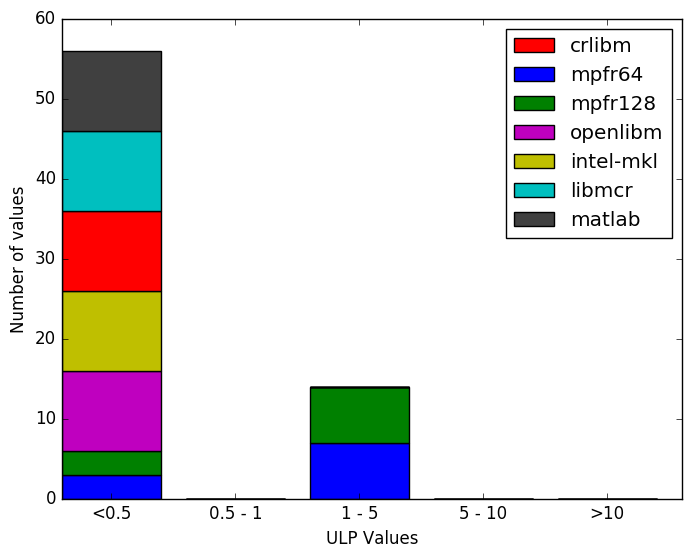 60
50
40
30
20
10
0
Number of values
<0.5
0.5 - 1
1 - 5
5 - 10
>10
ULP Values
crlibm
mpfr64
mpfr128
openlibm
intel-mkl
libmcr
matlab